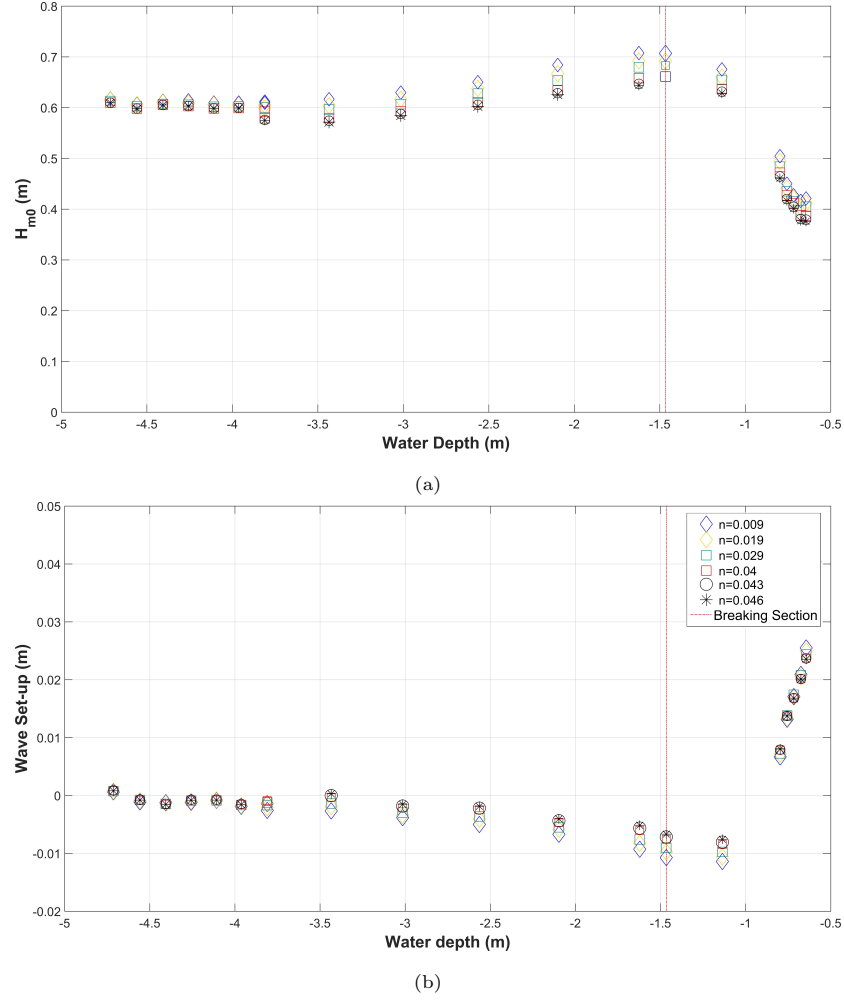 0.8
0.7
0.6
0.5
0.4
0.3
0.2
0.1
0
H_m0 (m)
-5 -4.5 -4 -3.5 -3 -2.5 -2 -1.5 -1 -0.5
Water Depth (m)
(a)
0.05
0.04
0.03
0.02
0.01
0
-0.01
-0.02
Wave Set-up (m)
n=0.009
n=0.019
n=0.029
n=0.04
n=0.043
n=0.046
Breaking Section
-5 -4.5 -4 -3.5 -3 -2.5 -2 -1.5 -1 -0.5
Water depth (m)
(b)